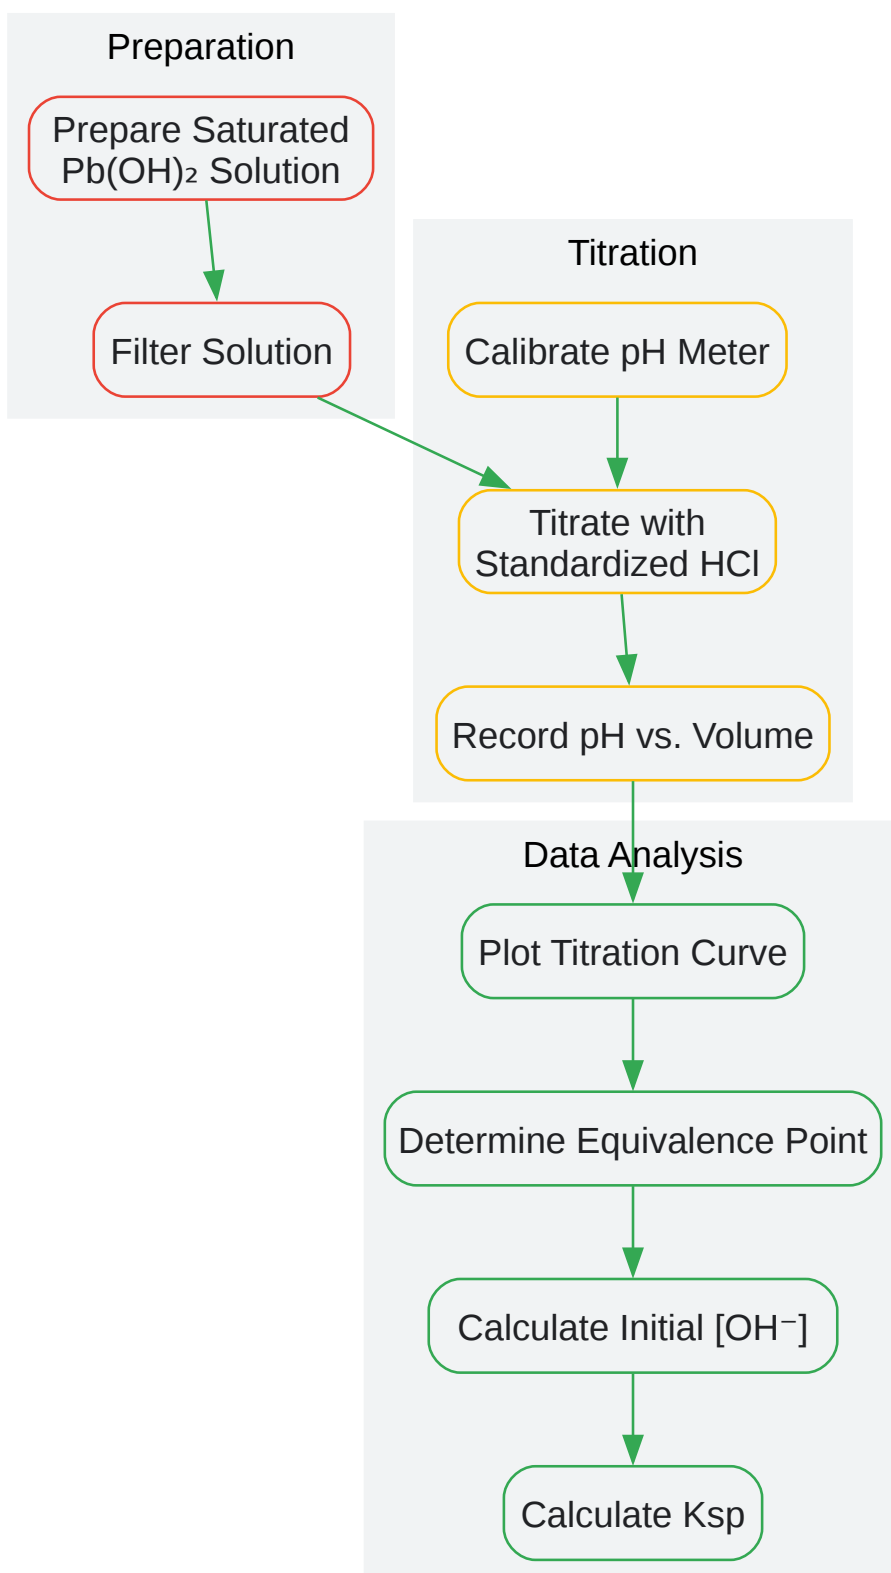 Preparation
Prepare Saturated
Pb(OH)₂ Solution
Filter Solution
Titration
Calibrate pH Meter
Titrate with
Standardized HCl
Record pH vs. Volume
Data Analysis
Plot Titration Curve
Determine Equivalence Point
Calculate Initial [OH⁻]
Calculate Ksp